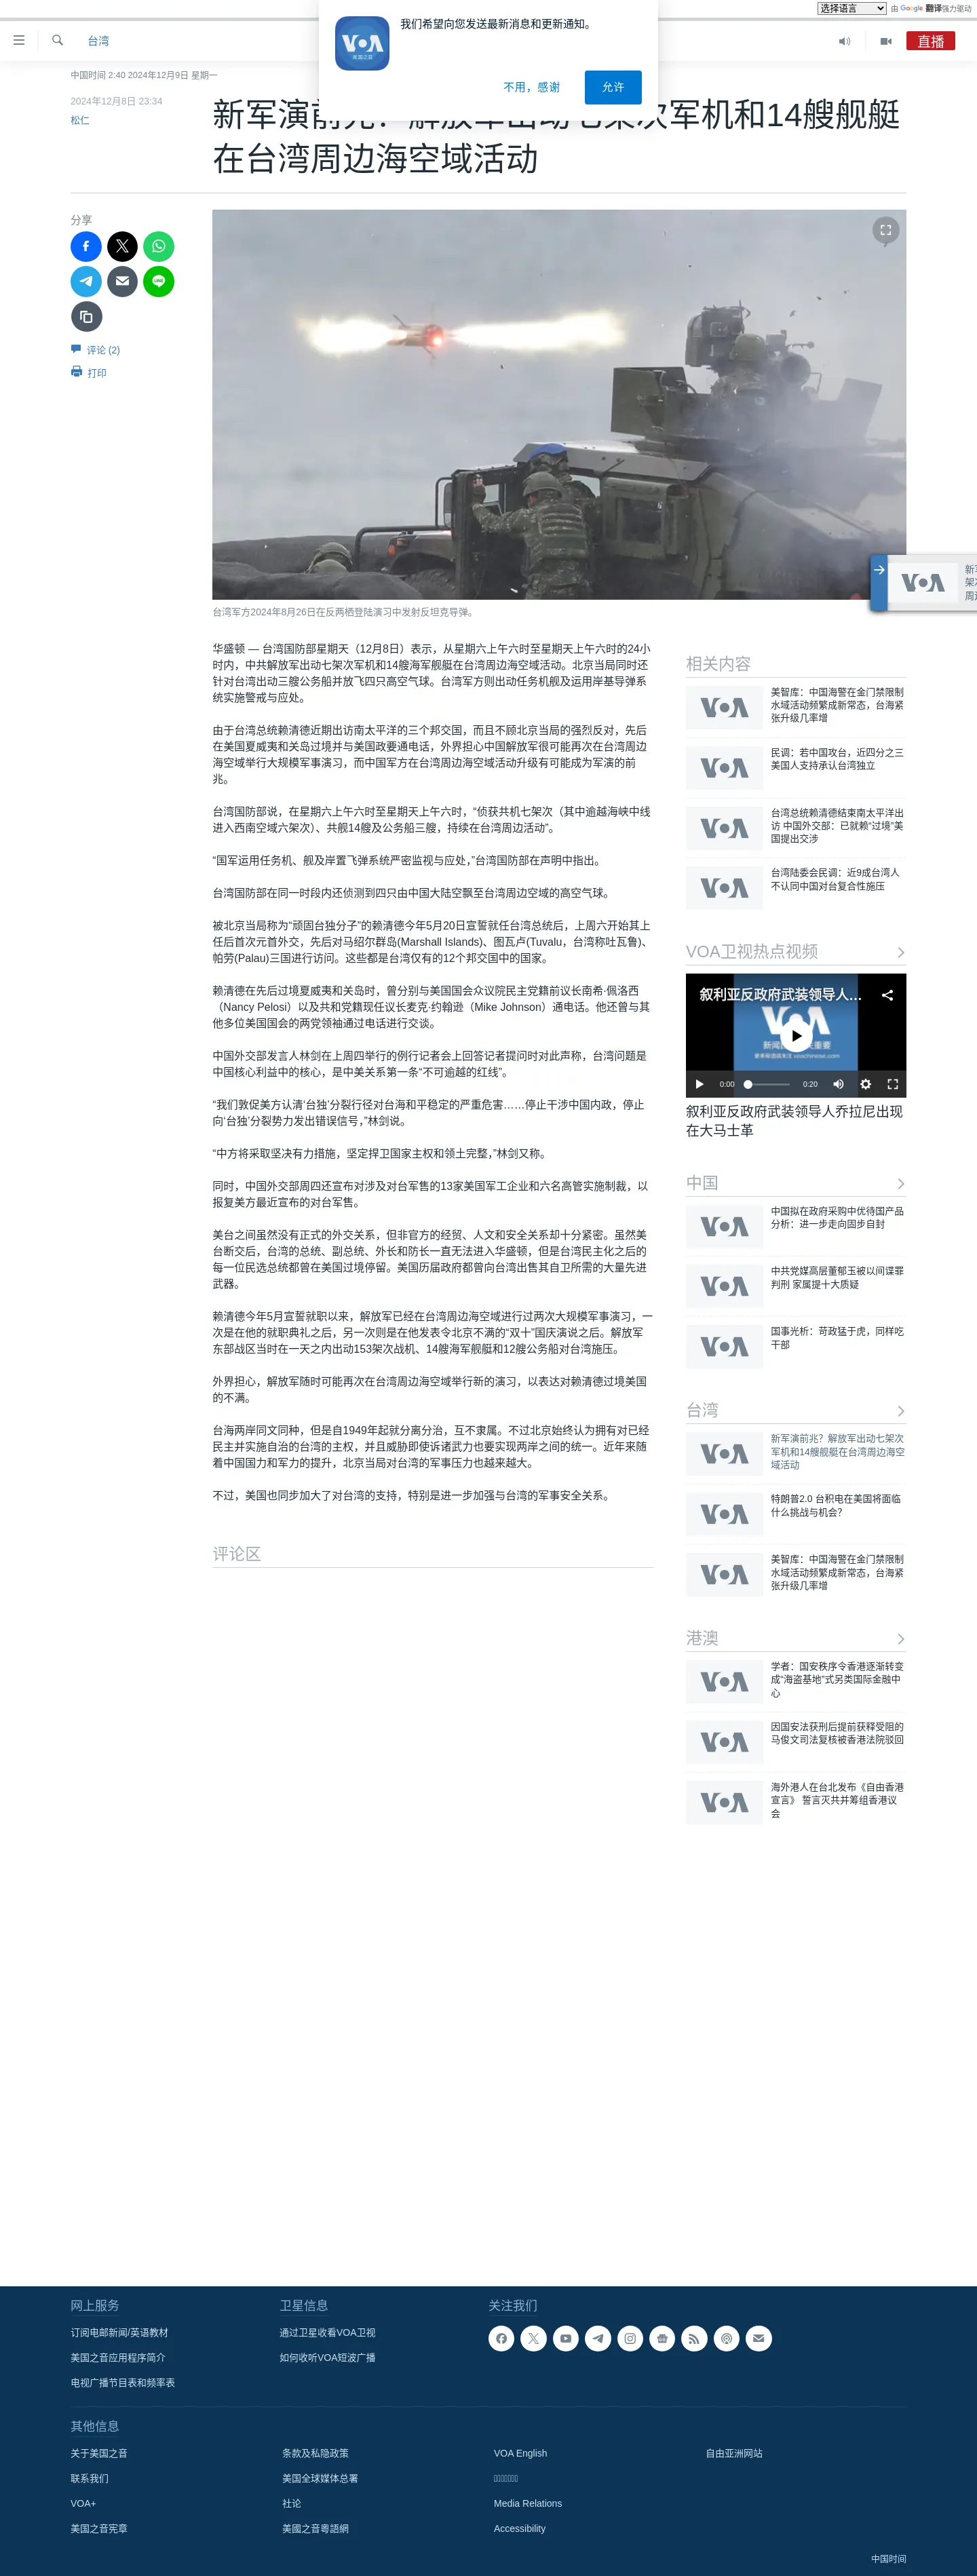 选择语言 由 Google 翻译强力驱动
我们希望向您发送最新消息和更新通知。
VOA
美国之音
不用，感谢
允许
台湾
直播
中国时间 2:40 2024年12月9日 星期一
2024年12月8日 23:34
松仁
在台湾周边海空域活动
分享
评论 (2)
打印
台湾军方2024年8月26日在反两栖登陆演习中发射反坦克导弹。
华盛顿 — 台湾国防部星期天（12月8日）表示，从星期六上午六时至星期天上午六时的24小
时内，中共解放军出动七架次军机和14艘海军舰艇在台湾周边海空域活动。北京当局同时还
针对台湾出动三艘公务船并放飞四只高空气球。台湾军方则出动任务机舰及运用岸基导弹系
统实施警戒与应处。
由于台湾总统赖清德近期出访南太平洋的三个邦交国，而且不顾北京当局的强烈反对，先后
在美国夏威夷和关岛过境并与美国政要通电话，外界担心中国解放军很可能再次在台湾周边
海空域举行大规模军事演习，而中国军方在台湾周边海空域活动升级有可能成为军演的前
兆。
台湾国防部说，在星期六上午六时至星期天上午六时，“侦获共机七架次（其中逾越海峡中线
进入西南空域六架次）、共舰14艘及公务船三艘，持续在台湾周边活动”。
“国军运用任务机、舰及岸置飞弹系统严密监视与应处，”台湾国防部在声明中指出。
台湾国防部在同一时段内还侦测到四只由中国大陆空飘至台湾周边空域的高空气球。
被北京当局称为“顽固台独分子”的赖清德今年5月20日宣誓就任台湾总统后，上周六开始其上
任后首次元首外交，先后对马绍尔群岛(Marshall Islands)、图瓦卢(Tuvalu，台湾称吐瓦鲁)、
帕劳(Palau)三国进行访问。这些都是台湾仅有的12个邦交国中的国家。
赖清德在先后过境夏威夷和关岛时，曾分别与美国国会众议院民主党籍前议长南希·佩洛西
（Nancy Pelosi）以及共和党籍现任议长麦克·约翰逊（Mike Johnson）通电话。他还曾与其
他多位美国国会的两党领袖通过电话进行交谈。
中国外交部发言人林剑在上周四举行的例行记者会上回答记者提问时对此声称，台湾问题是
中国核心利益中的核心，是中美关系第一条“不可逾越的红线”。
“我们敦促美方认清‘台独’分裂行径对台海和平稳定的严重危害……停止干涉中国内政，停止
向‘台独’分裂势力发出错误信号，”林剑说。
“中方将采取坚决有力措施，坚定捍卫国家主权和领土完整，”林剑又称。
同时，中国外交部周四还宣布对涉及对台军售的13家美国军工企业和六名高管实施制裁，以
报复美方最近宣布的对台军售。
美台之间虽然没有正式的外交关系，但非官方的经贸、人文和安全关系却十分紧密。虽然美
台断交后，台湾的总统、副总统、外长和防长一直无法进入华盛顿，但是台湾民主化之后的
每一位民选总统都曾在美国过境停留。美国历届政府都曾向台湾出售其自卫所需的大量先进
武器。
赖清德今年5月宣誓就职以来，解放军已经在台湾周边海空域进行过两次大规模军事演习，一
次是在他的就职典礼之后，另一次则是在他发表令北京不满的“双十”国庆演说之后。解放军
东部战区当时在一天之内出动153架次战机、14艘海军舰艇和12艘公务船对台湾施压。
外界担心，解放军随时可能再次在台湾周边海空域举行新的演习，以表达对赖清德过境美国
的不满。
台海两岸同文同种，但是自1949年起就分离分治，互不隶属。不过北京始终认为拥有对已经
民主并实施自治的台湾的主权，并且威胁即使诉诸武力也要实现两岸之间的统一。近年来随
着中国国力和军力的提升，北京当局对台湾的军事压力也越来越大。
不过，美国也同步加大了对台湾的支持，特别是进一步加强与台湾的军事安全关系。
评论区
相关内容
美智库：中国海警在金门禁限制
水域活动频繁成新常态，台海紧
张升级几率增
民调：若中国攻台，近四分之三
美国人支持承认台湾独立
台湾总统赖清德结束南太平洋出
访 中国外交部：已就赖“过境”美
国提出交涉
台湾陆委会民调：近9成台湾人
不认同中国对台复合性施压
VOA卫视热点视频
叙利亚反政府武装领导人...
0:00
0:20
叙利亚反政府武装领导人乔拉尼出现
在大马士革
中国
中国拟在政府采购中优待国产品
分析：进一步走向固步自封
中共党媒高层董郁玉被以间谍罪
判刑 家属提十大质疑
国事光析：苛政猛于虎，同样吃
干部
台湾
新军演前兆？解放军出动七架次
军机和14艘舰艇在台湾周边海空
域活动
特朗普2.0 台积电在美国将面临
什么挑战与机会？
美智库：中国海警在金门禁限制
水域活动频繁成新常态，台海紧
张升级几率增
港澳
学者：国安秩序令香港逐渐转变
成“海盗基地”式另类国际金融中
心
因国安法获刑后提前获释受阻的
马俊文司法复核被香港法院驳回
海外港人在台北发布《自由香港
宣言》 誓言灭共并筹组香港议
会
网上服务
订阅电邮新闻/英语教材
美国之音应用程序简介
电视广播节目表和频率表
卫星信息
通过卫星收看VOA卫视
如何收听VOA短波广播
关注我们
其他信息
关于美国之音
联系我们
VOA+
美国之音宪章
条款及私隐政策
美国全球媒体总署
社论
美國之音粵語網
VOA English
Media Relations
Accessibility
自由亚洲网站
中国时间